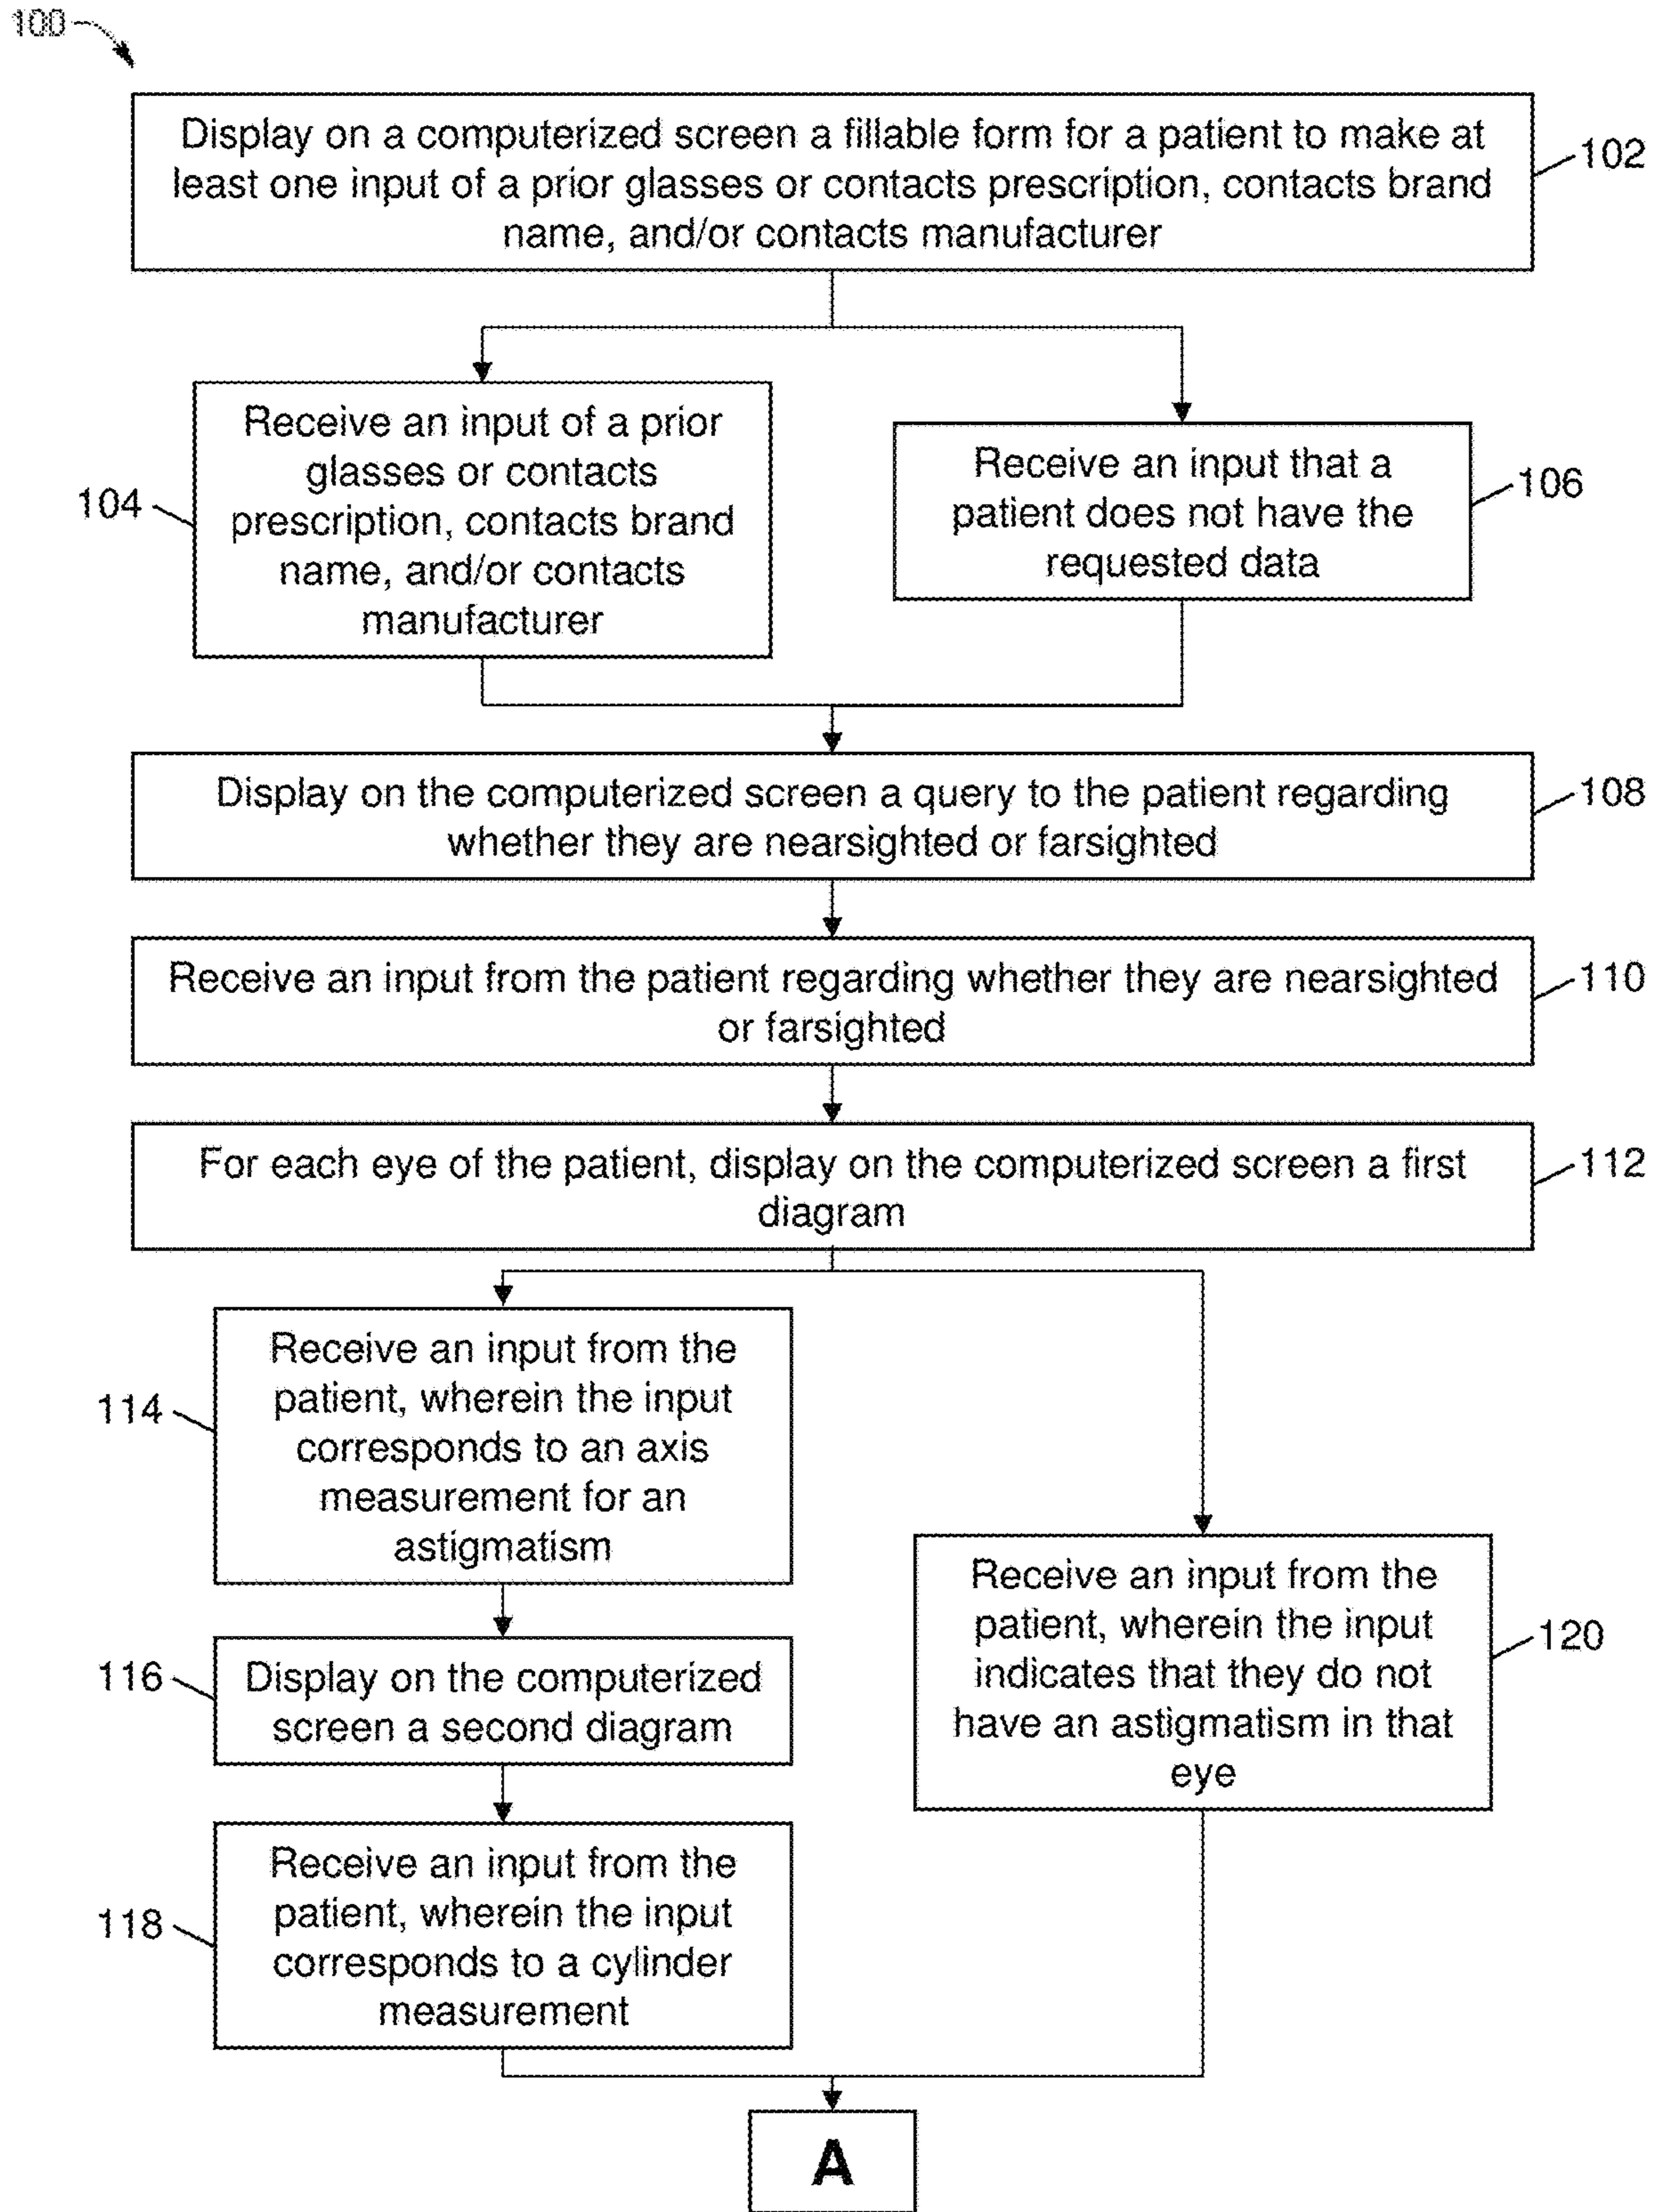 100
Display on a computerized screen a fillable form for a patient to make at
least one input of a prior glasses or contacts prescription, contacts brand
name, and/or contacts manufacturer
102
Receive an input of a prior
glasses or contacts
prescription, contacts brand
name, and/or contacts
manufacturer
104
Receive an input that a
patient does not have the
requested data
106
Display on the computerized screen a query to the patient regarding
whether they are nearsighted or farsighted
108
Receive an input from the patient regarding whether they are nearsighted
or farsighted
110
For each eye of the patient, display on the computerized screen a first
diagram
112
Receive an input from the
patient, wherein the input
corresponds to an axis
measurement for an
astigmatism
114
Display on the computerized
screen a second diagram
116
Receive an input from the
patient, wherein the input
corresponds to a cylinder
measurement
118
Receive an input from the
patient, wherein the input
indicates that they do not
have an astigmatism in that
eye
120
A